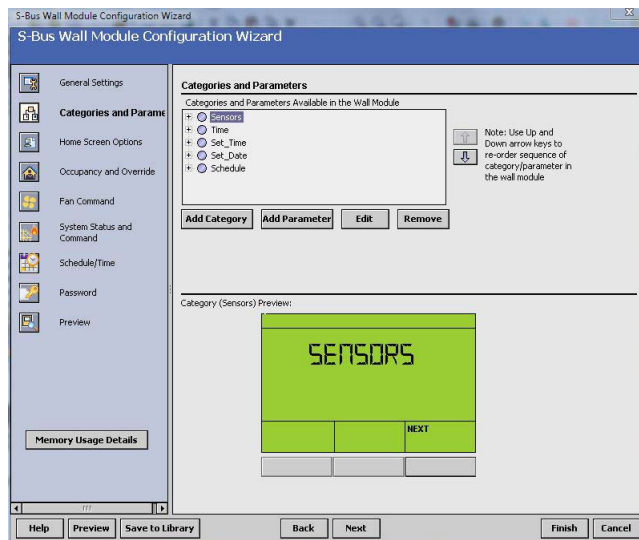 S-Bus Wall Module Configuration Wizard
S-Bus Wall Module Configuration Wizard
General Settings
Categories and Parame
Home Screen Options
Occupancy and Override
Fan Command
System Status and
Command
Schedule/Time
Password
Preview
Memory Usage Details
Categories and Parameters
Categories and Parameters Available in the Wall Module
Sensors
Time
Set_Time
Set_Date
Schedule
Note: Use Up and
Down arrow keys to
re-order sequence of
category/parameter in
the wall module
Add Category Add Parameter Edit Remove
Category (Sensors) Preview:
SENSORS
NEXT
Help Preview Save to Library Back Next Finish Cancel